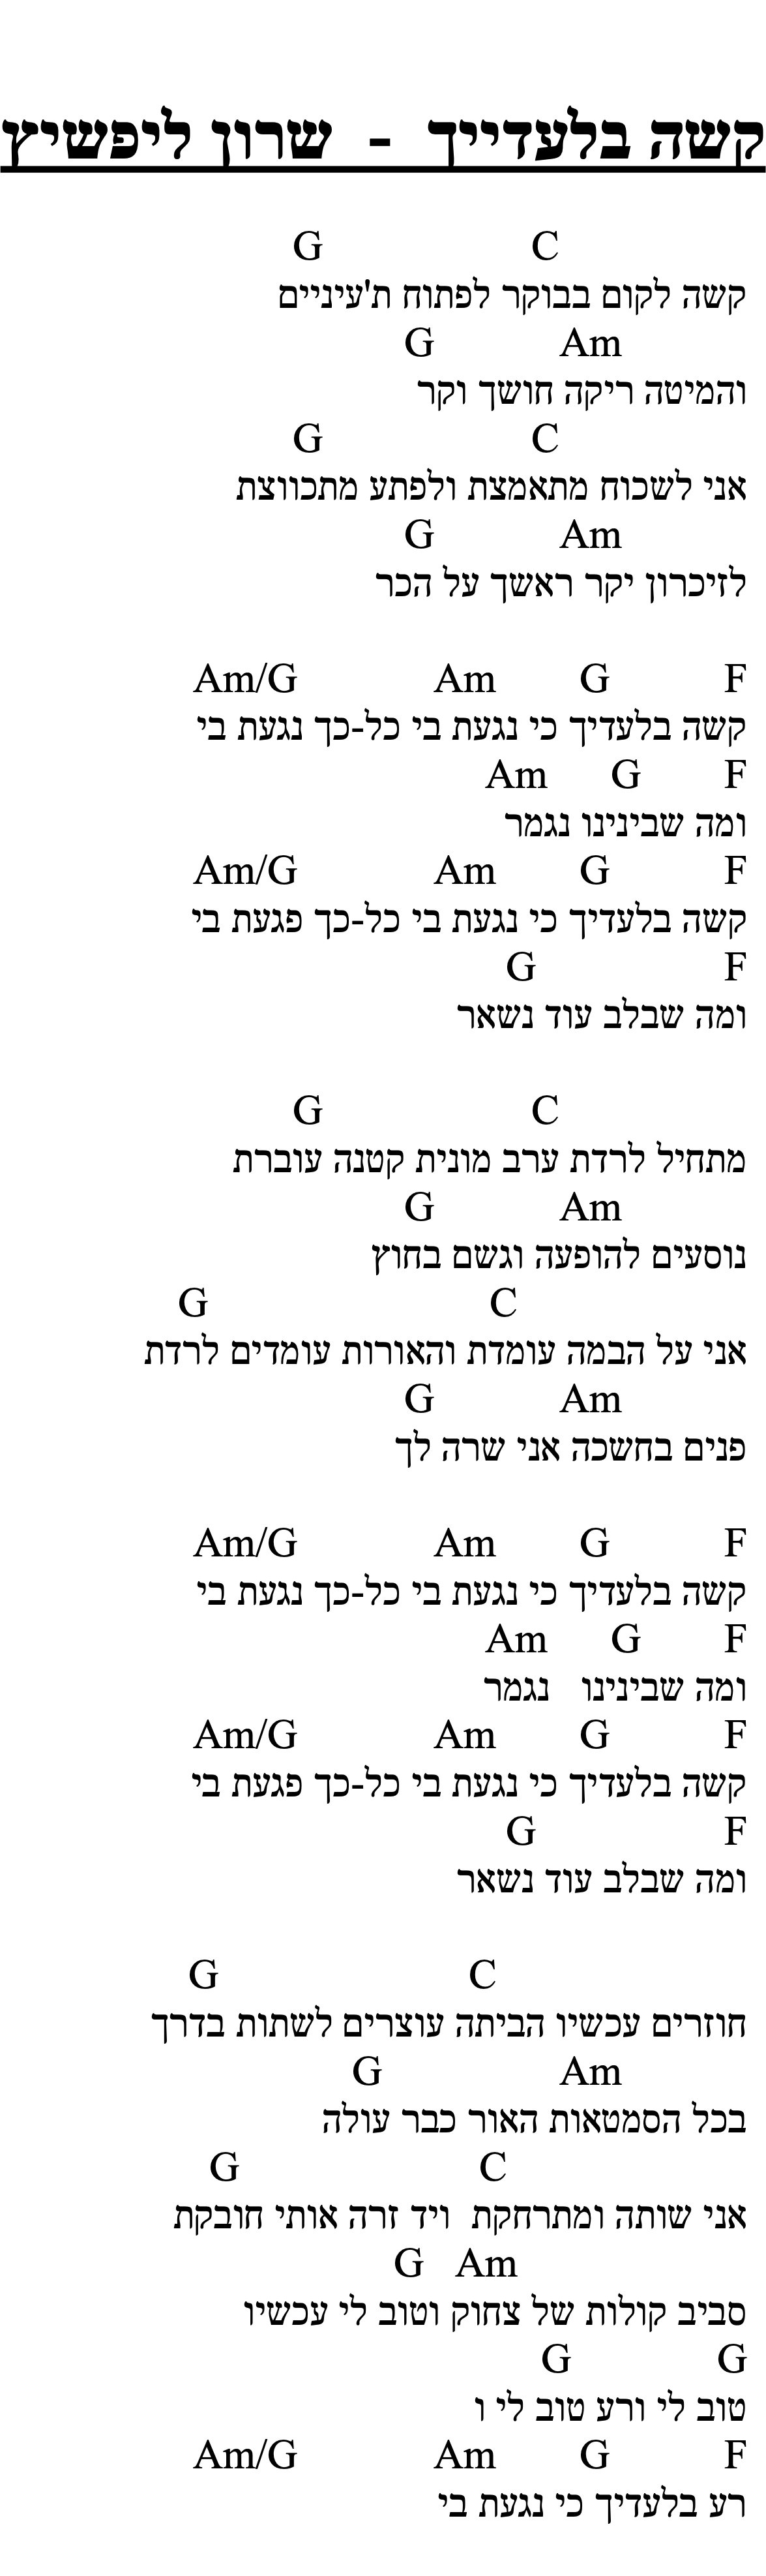 קשה בלעדייך - שרון ליפשיץ
C G
קשה לקום בבוקר לפתוח ת'עיניים
Am G
והמיטה ריקה חושך וקר
C G
אני לשכוח מתאמצת ולפתע מתכווצת
Am G
לזיכרון יקר ראשך על הכר
F G Am Am/G
קשה בלעדיך כי נגעת בי כל-כך נגעת בי
F G Am
ומה שבינינו נגמר
F G Am Am/G
קשה בלעדיך כי נגעת בי כל-כך פגעת בי
F G
ומה שבלב עוד נשאר
C G
מתחיל לרדת ערב מונית קטנה עוברת
Am G
נוסעים להופעה וגשם בחוץ
C G
אני על הבמה עומדת והאורות עומדים לרדת
Am G
פנים בחשכה אני שרה לך
F G Am Am/G
קשה בלעדיך כי נגעת בי כל-כך נגעת בי
F G Am
ומה שבינינו נגמר
F G Am Am/G
קשה בלעדיך כי נגעת בי כל-כך פגעת בי
F G
ומה שבלב עוד נשאר
C G
חוזרים עכשיו הביתה עוצרים לשתות בדרך
Am G
בכל הסמטאות האור כבר עולה
C G
אני שותה ומתרחקת ויד זרה אותי חובקת
Am G
סביב קולות של צחוק וטוב לי עכשיו
G G
טוב לי ורע טוב לי ו
F G Am Am/G
רע בלעדיך כי נגעת בי